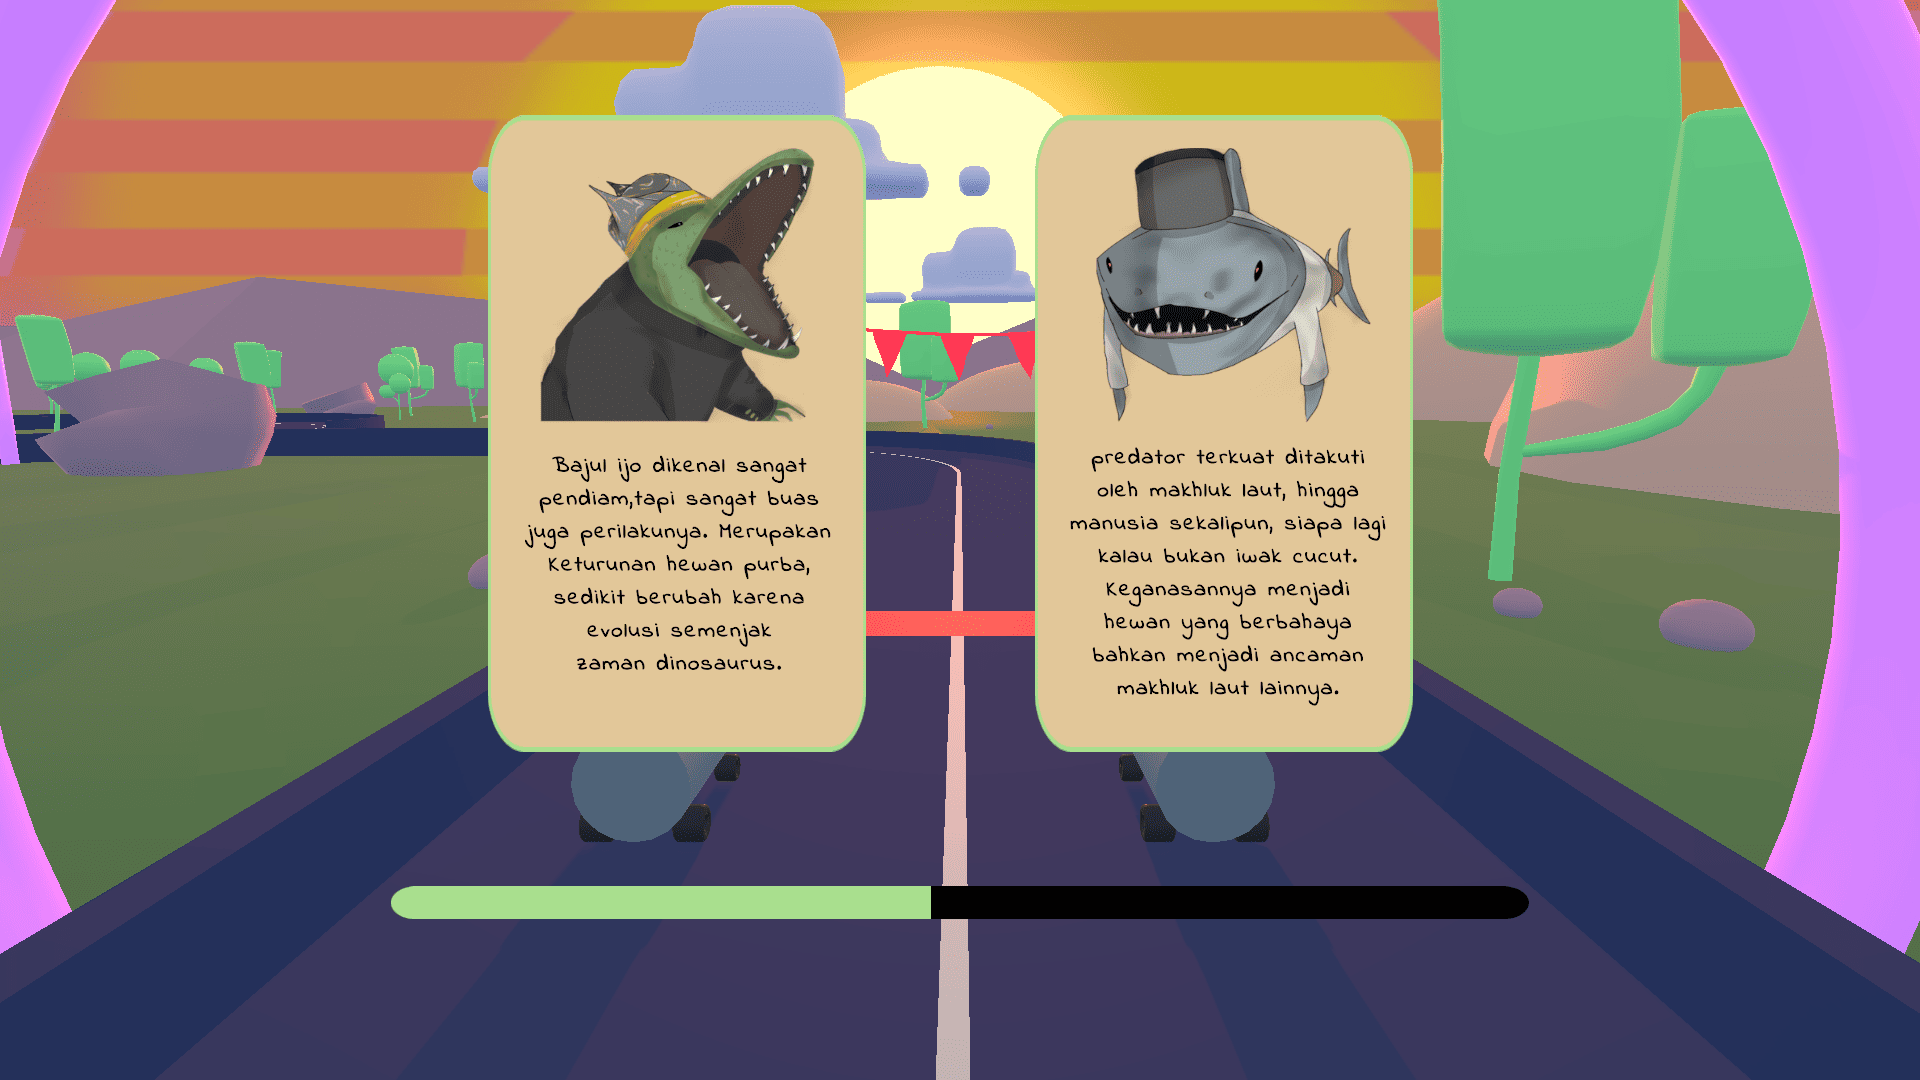 Bajul ijo dikenal sangat
pendiam,tapi sangat buas
juga perilakunya. Merupakan
Keturunan hewan purba,
sedikit berubah karena
evolusi semenjak
zaman dinosaurus.
predator terkuat ditakuti
oleh makhluk laut, hingga
manusia sekalipun, siapa lagi
kalau bukan iwak cucut.
Keganasannya menjadi
hewan yang berbahaya
bahkan menjadi ancaman
makhluk laut lainnya.